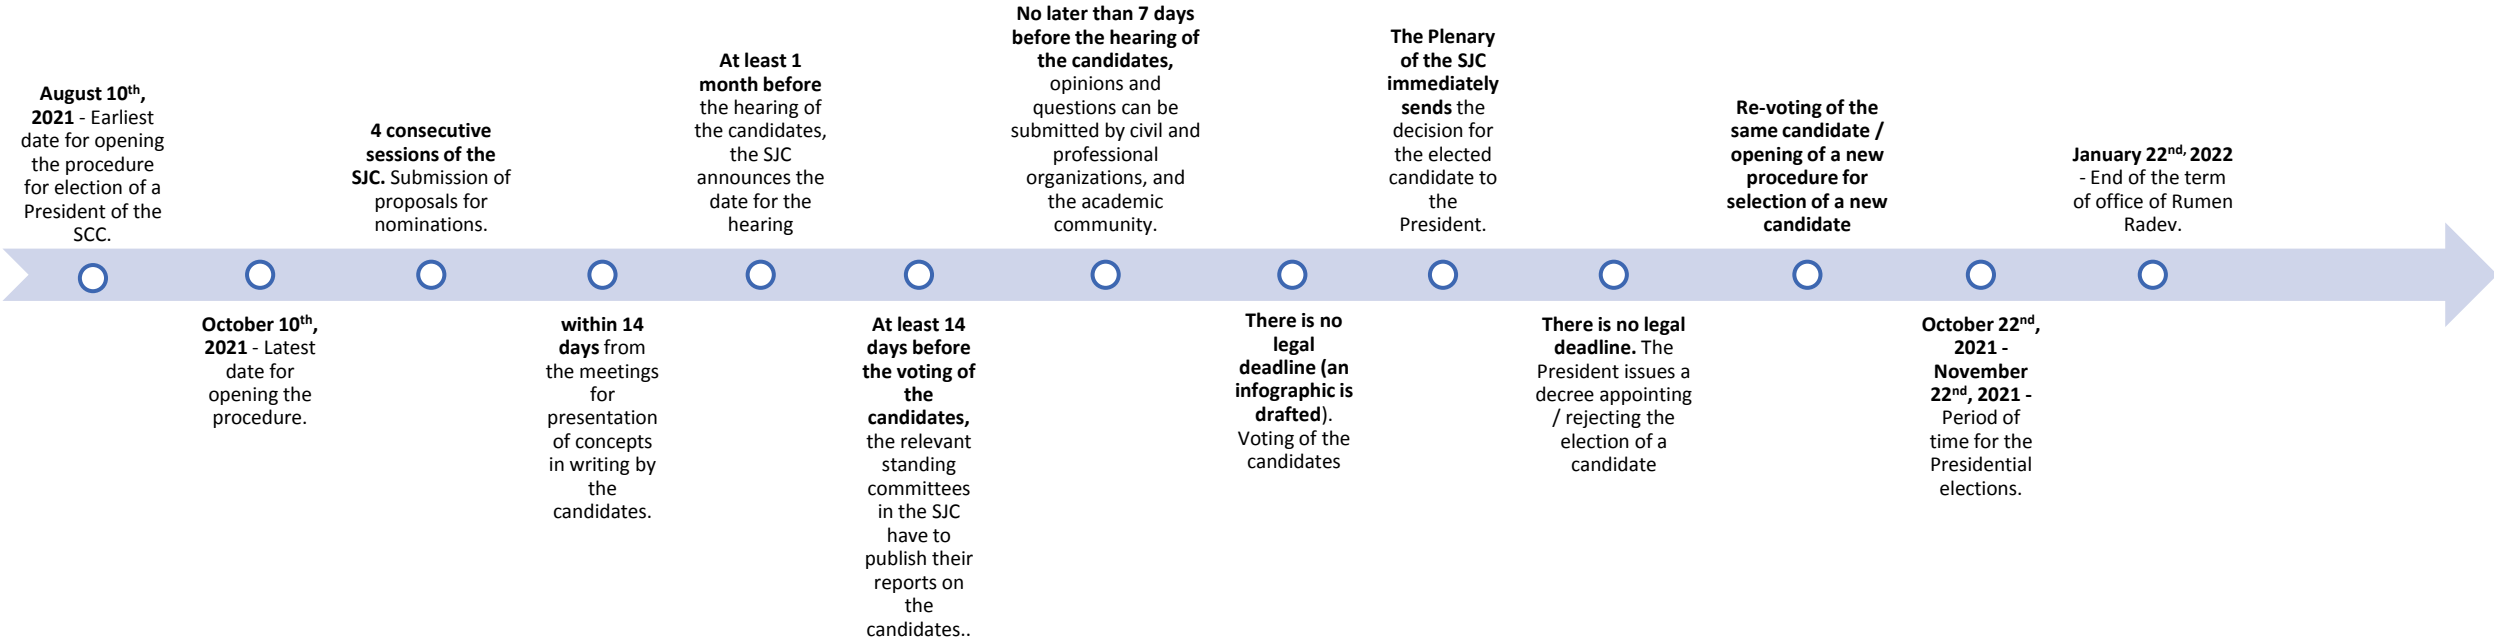 August 10th,
2021 - Earliest
date for opening
the procedure
for election of a
President of the
SCC.
October 10th,
2021 - Latest
date for
opening the
procedure.
4 consecutive
sessions of the
SJC. Submission of
proposals for
nominations.
within 14
days from
the meetings
for
presentation
of concepts
in writing by
the
candidates.
At least 1
month before
the hearing of
the candidates,
the SJC
announces the
date for the
hearing
At least 14
days before
the voting of
the
candidates,
the relevant
standing
committees
in the SJC
have to
publish their
reports on
the
candidates..
No later than 7 days
before the hearing of
the candidates,
opinions and
questions can be
submitted by civil and
professional
organizations, and
the academic
community.
There is no
legal
deadline (an
infographic is
drafted).
Voting of the
candidates
The Plenary
of the SJC
immediately
sends the
decision for
the elected
candidate to
the
President.
There is no legal
deadline. The
President issues a
decree appointing
/ rejecting the
election of a
candidate
Re-voting of the
same candidate /
opening of a new
procedure for
selection of a new
candidate
October 22nd,
2021 -
November
22nd, 2021 -
Period of
time for the
Presidential
elections.
January 22nd, 2022
- End of the term
of office of Rumen
Radev.